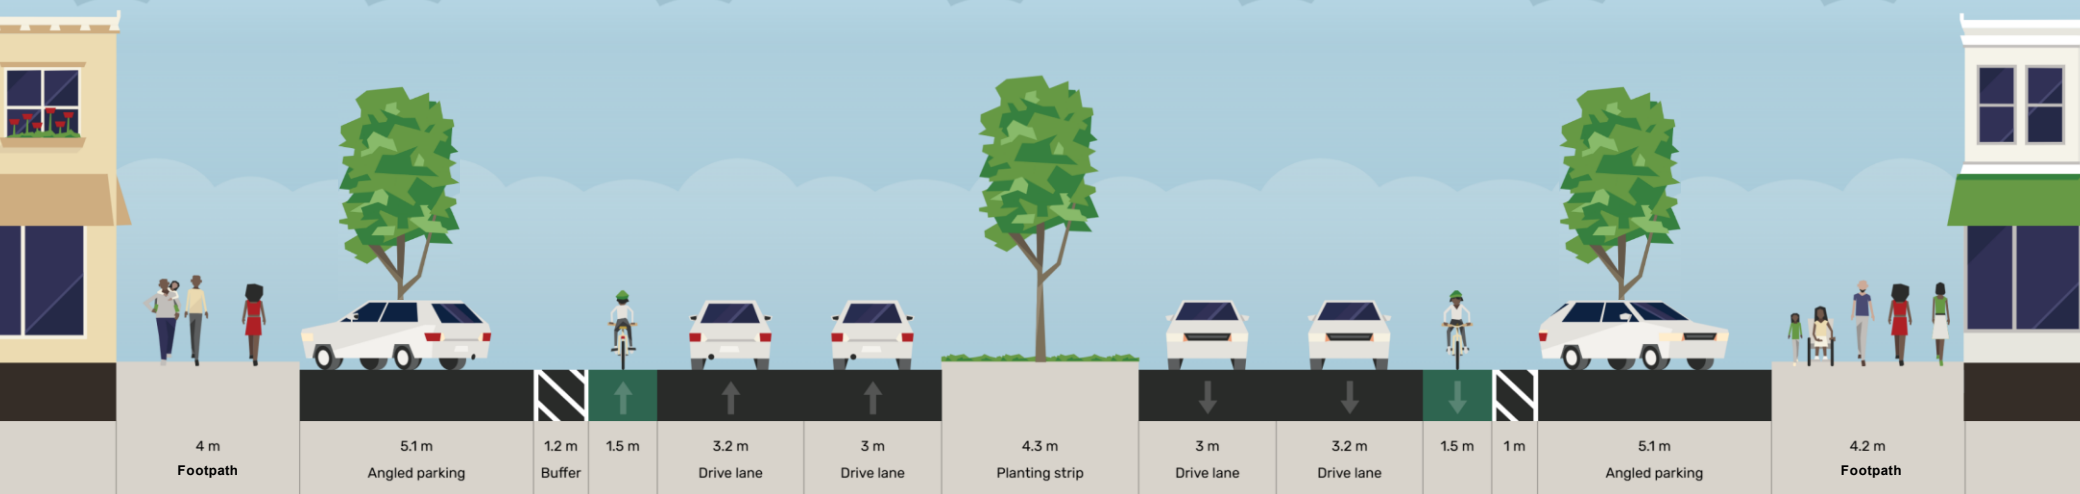 4 m
Footpath
5.1 m
Angled parking
1.2 m
Buffer
1.5 m
3.2 m
Drive lane
3 m
Drive lane
4.3 m
Planting strip
3 m
Drive lane
3.2 m
Drive lane
1.5 m
1 m
5.1 m
Angled parking
4.2 m
Footpath